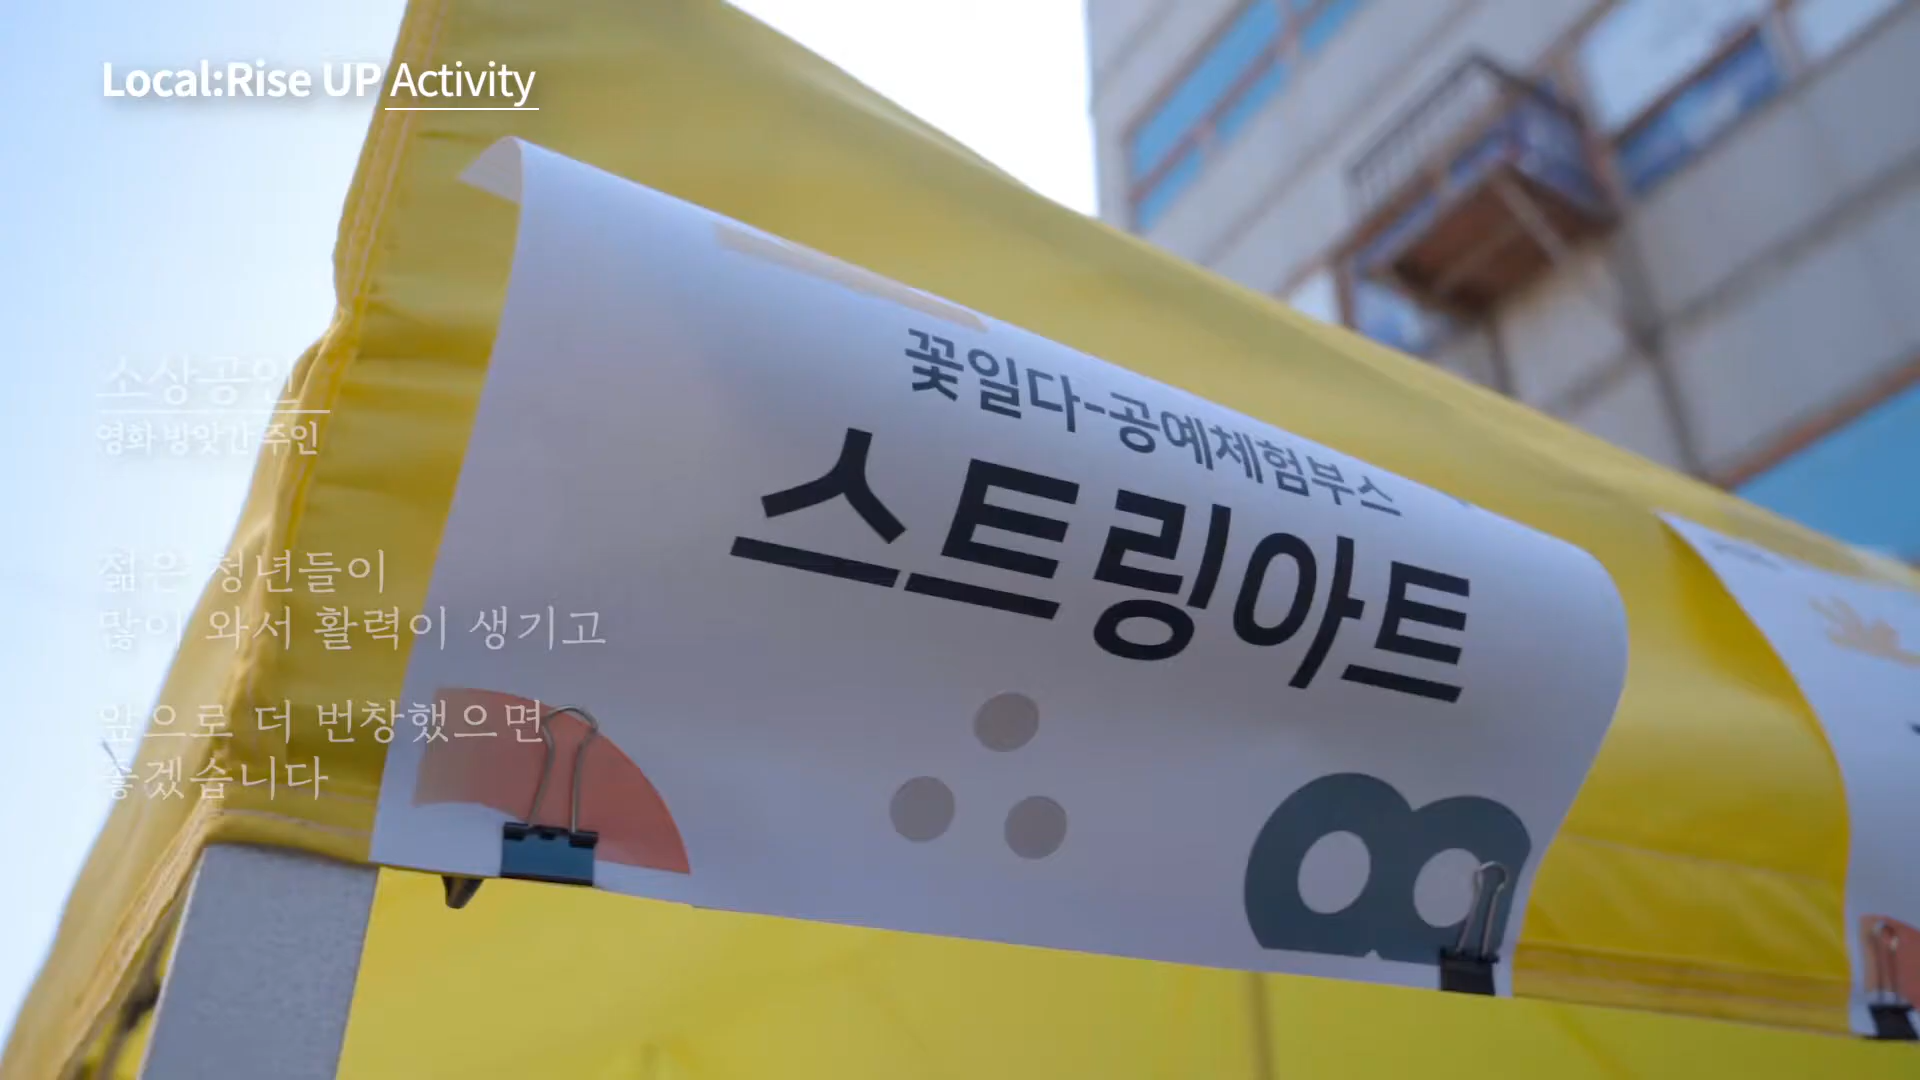 Local:Rise UP Activity
소상공인
영화 방앗간 주인
젊은 청년들이
많이 와서 활력이 생기고
앞으로 더 번창했으면
좋겠습니다
꽃일다-공예체험부스
스트링아트